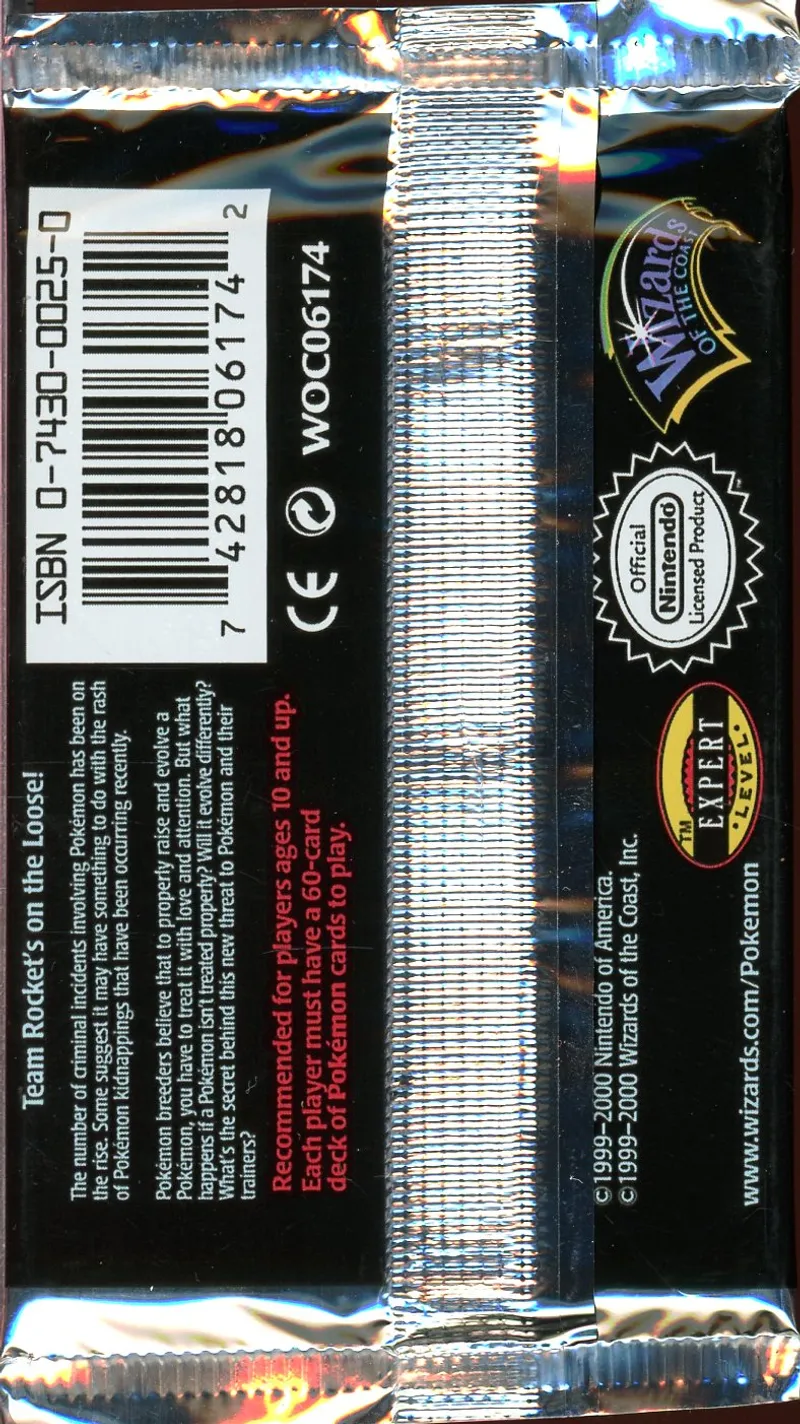 Team Rocket's on the Loose!
The number of criminal incidents involving Pokémon has been on
the rise. Some suggest it may have something to do with the rash
of Pokémon kidnappings that have been occurring recently.
Pokémon breeders believe that to properly raise and evolve a
Pokémon, you have to treat it with love and attention. But what
happens if a Pokémon isn't treated properly? Will it evolve differently?
What's the secret behind this new threat to Pokémon and their
trainers?
Recommended for players ages 10 and up.
Each player must have a 60-card
deck of Pokémon cards to play.
ISBN 0-7430-0025-0
7 42818 06174 2
CE WOC06174
©1999–2000 Nintendo of America.
©1999–2000 Wizards of the Coast, Inc.
www.wizards.com/Pokemon
TM
EXPERT
•LEVEL•
Official
Nintendo
Licensed Product
Wizards
OF THE COAST